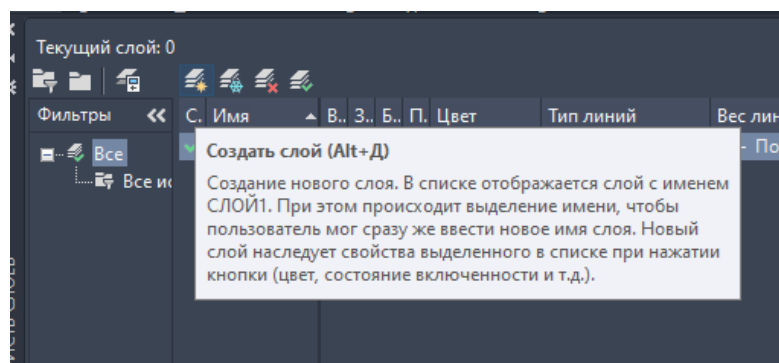 Текущий слой: 0
Фильтры
С. Имя В.. З.. Б.. П. Цвет Тип линий Вес лин
Все
Все ис
По
Создать слой (Alt+Д)
Создание нового слоя. В списке отображается слой с именем
СЛОЙ1. При этом происходит выделение имени, чтобы
пользователь мог сразу же ввести новое имя слоя. Новый
слой наследует свойства выделенного в списке при нажатии
кнопки (цвет, состояние включенности и т.д.).